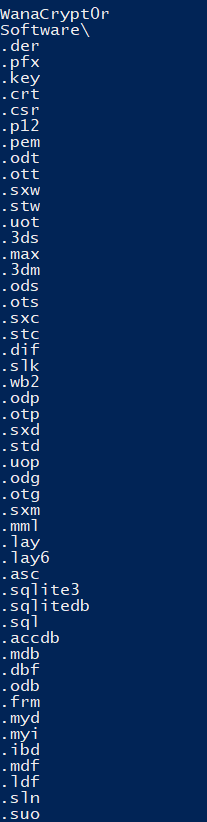 WanaCrypt0r
Software\
.der
.pfx
.key
.crt
.csr
.p12
.pem
.odt
.ott
.sxw
.stw
.uot
.3ds
.max
.3dm
.ods
.ots
.sxc
.stc
.dif
.slk
.wb2
.odp
.otp
.sxd
.std
.uop
.odg
.otg
.sxm
.mml
.lay
.lay6
.asc
.sqlite3
.sqlitedb
.sql
.accdb
.mdb
.dbf
.odb
.frm
.myd
.myi
.ibd
.mdf
.ldf
.sln
.suo